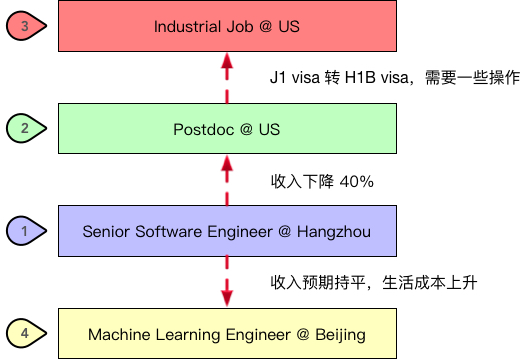 3
Industrial Job @ US
J1 visa 转 H1B visa，需要一些操作
2
Postdoc @ US
收入下降 40%
1
Senior Software Engineer @ Hangzhou
收入预期持平，生活成本上升
4
Machine Learning Engineer @ Beijing